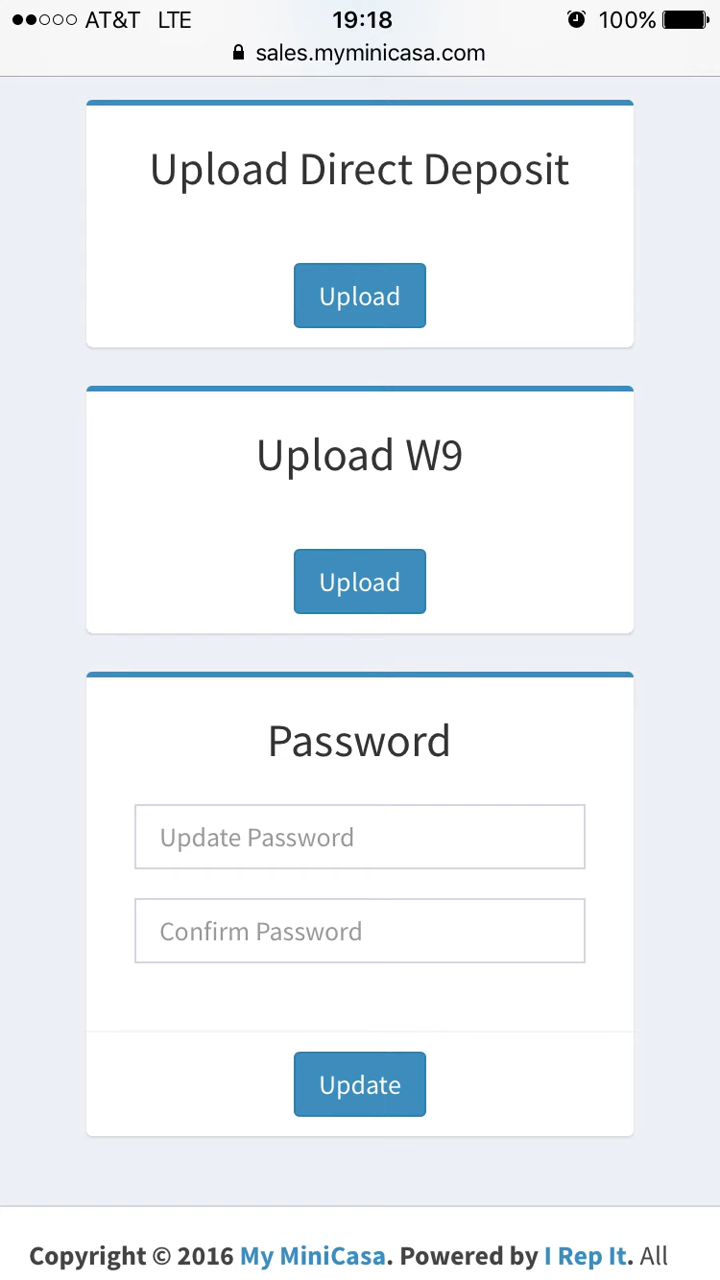 AT&T LTE 19:18 100%
sales.myminicasa.com
Upload Direct Deposit
Upload
Upload W9
Upload
Password
Update Password
Confirm Password
Update
Copyright © 2016 My MiniCasa. Powered by I Rep It. All